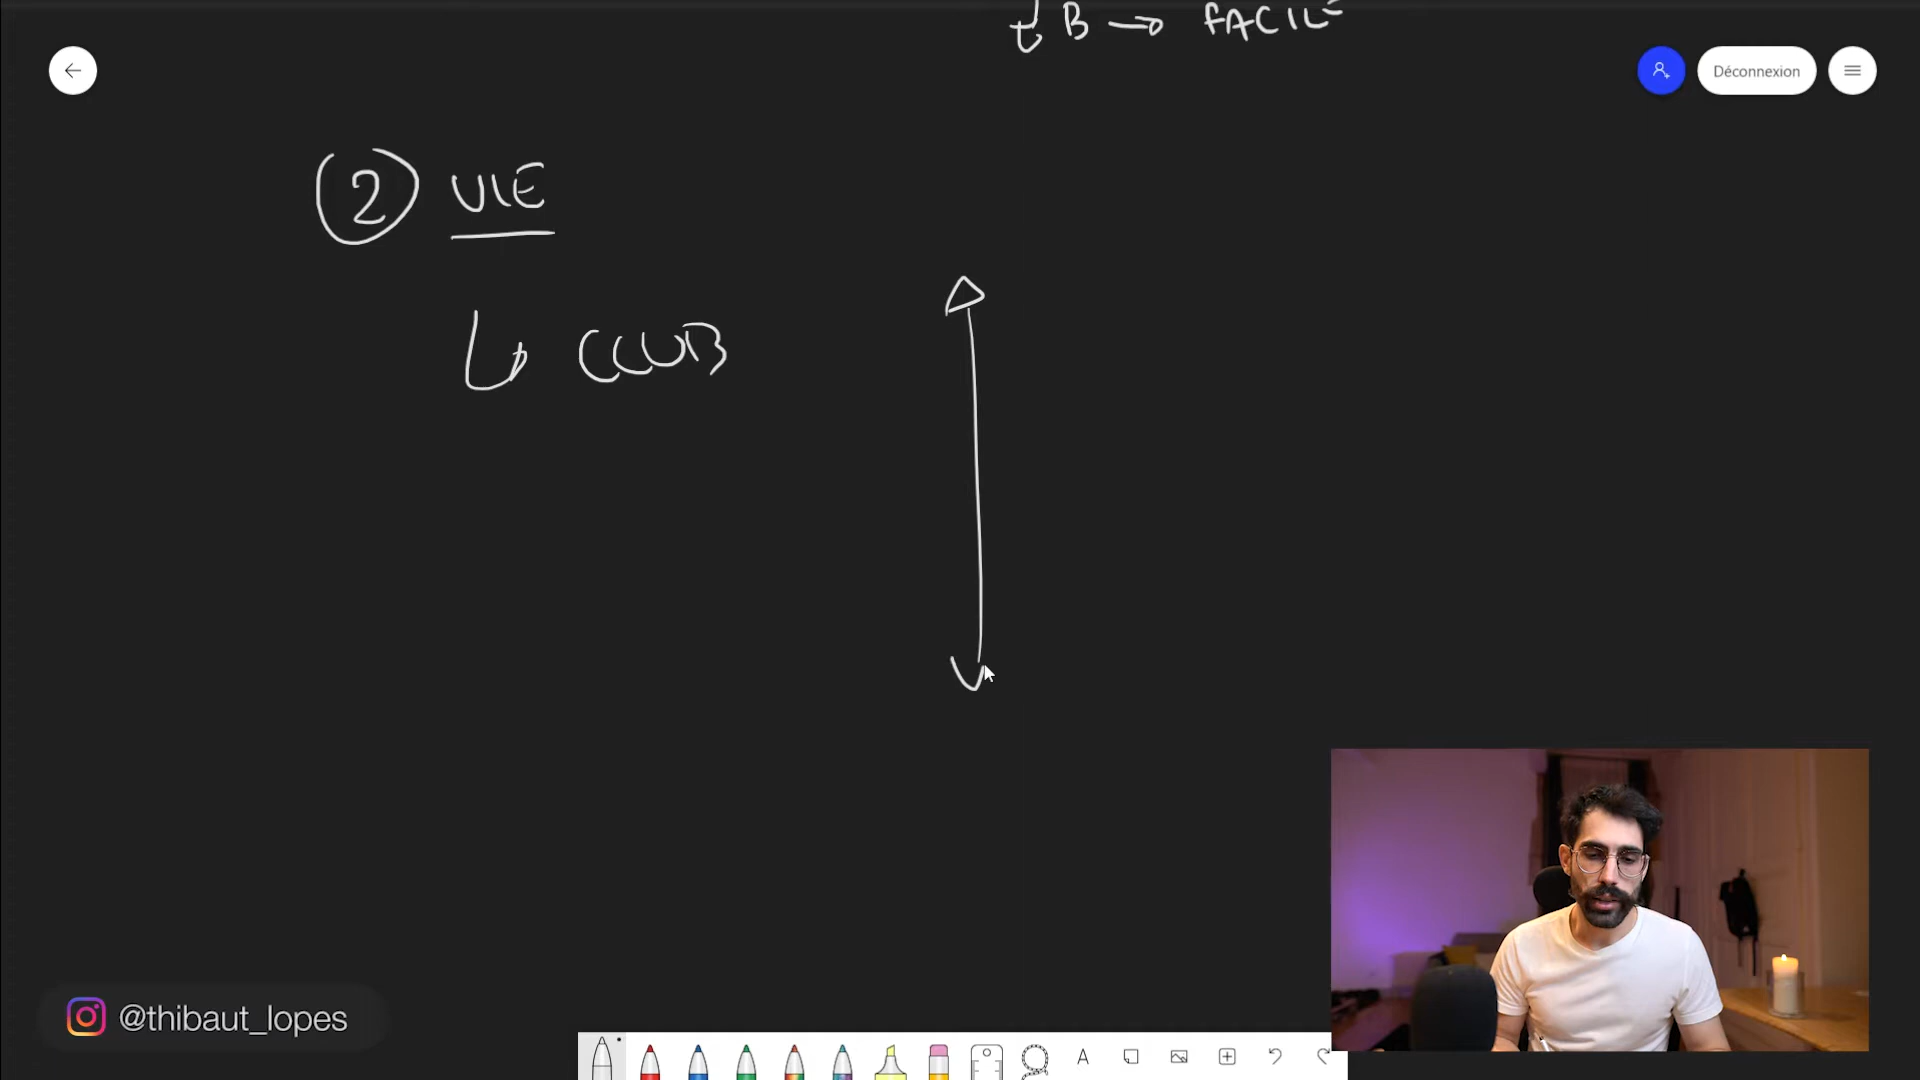 B → FACILE
Déconnexion
② VIE
CLUB
@thibaut_lopes
A